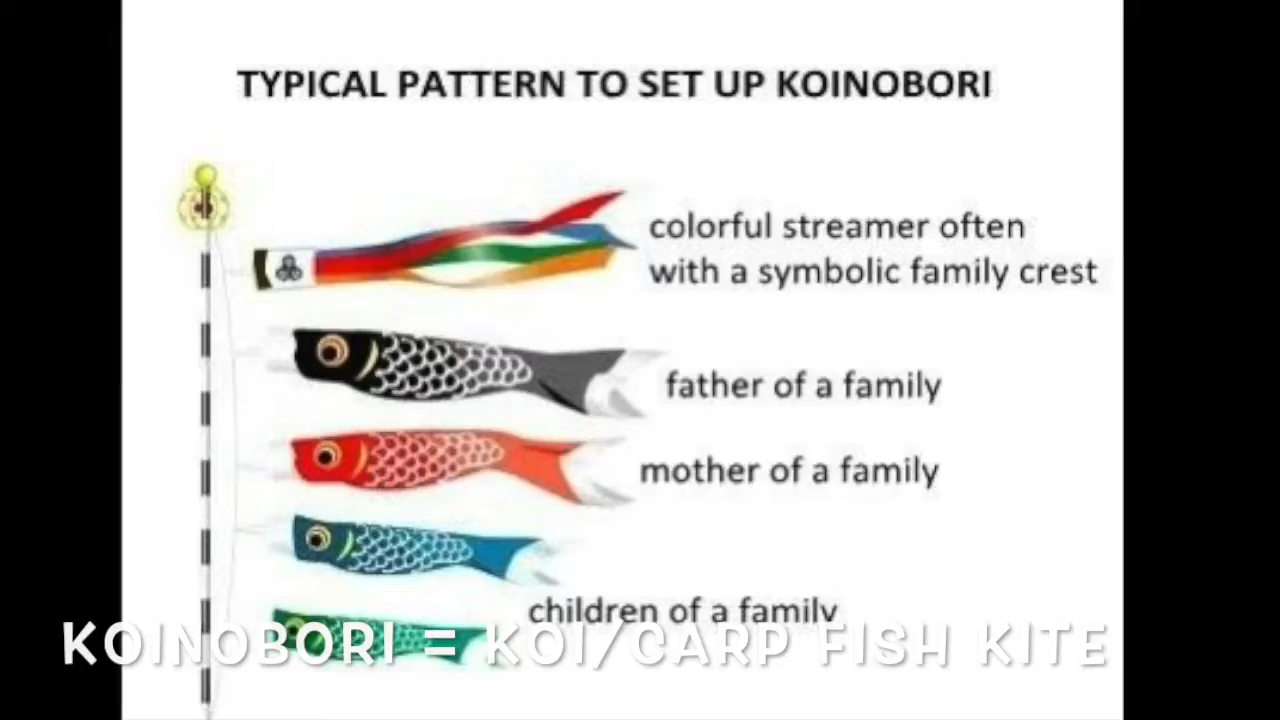 TYPICAL PATTERN TO SET UP KOINOBORI
colorful streamer often
with a symbolic family crest
father of a family
mother of a family
children of a family
KOINOBORI = KOI/CARP FISH KITE